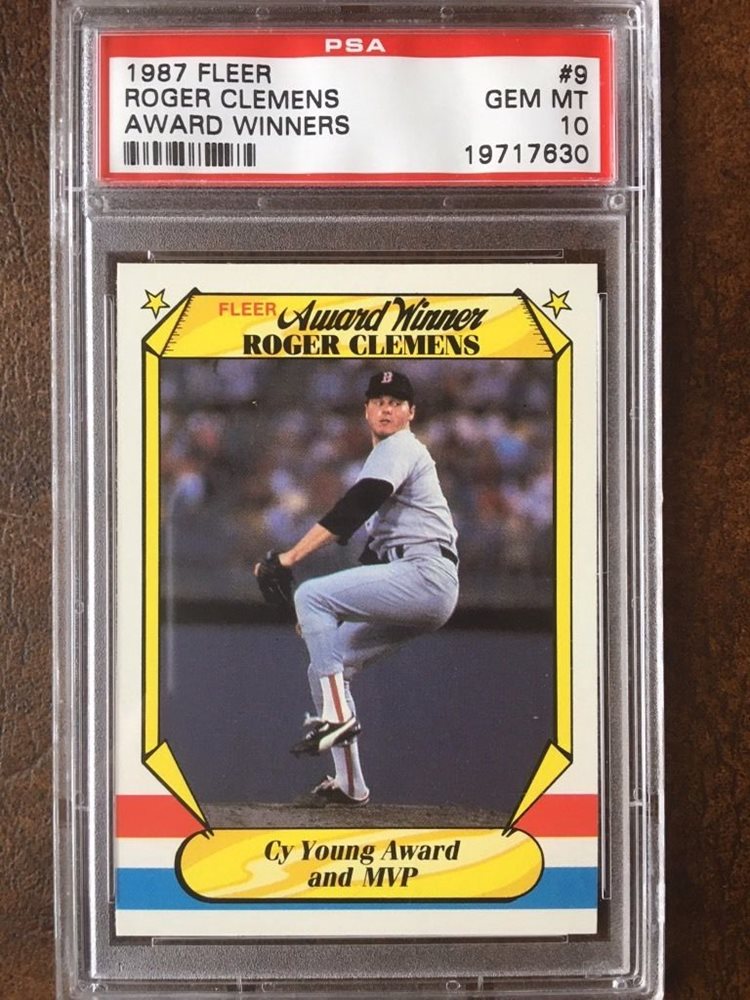 PSA
1987 FLEER #9
ROGER CLEMENS GEM MT
AWARD WINNERS 10
19717630
FLEER Award Winner
ROGER CLEMENS
B
Cy Young Award
and MVP